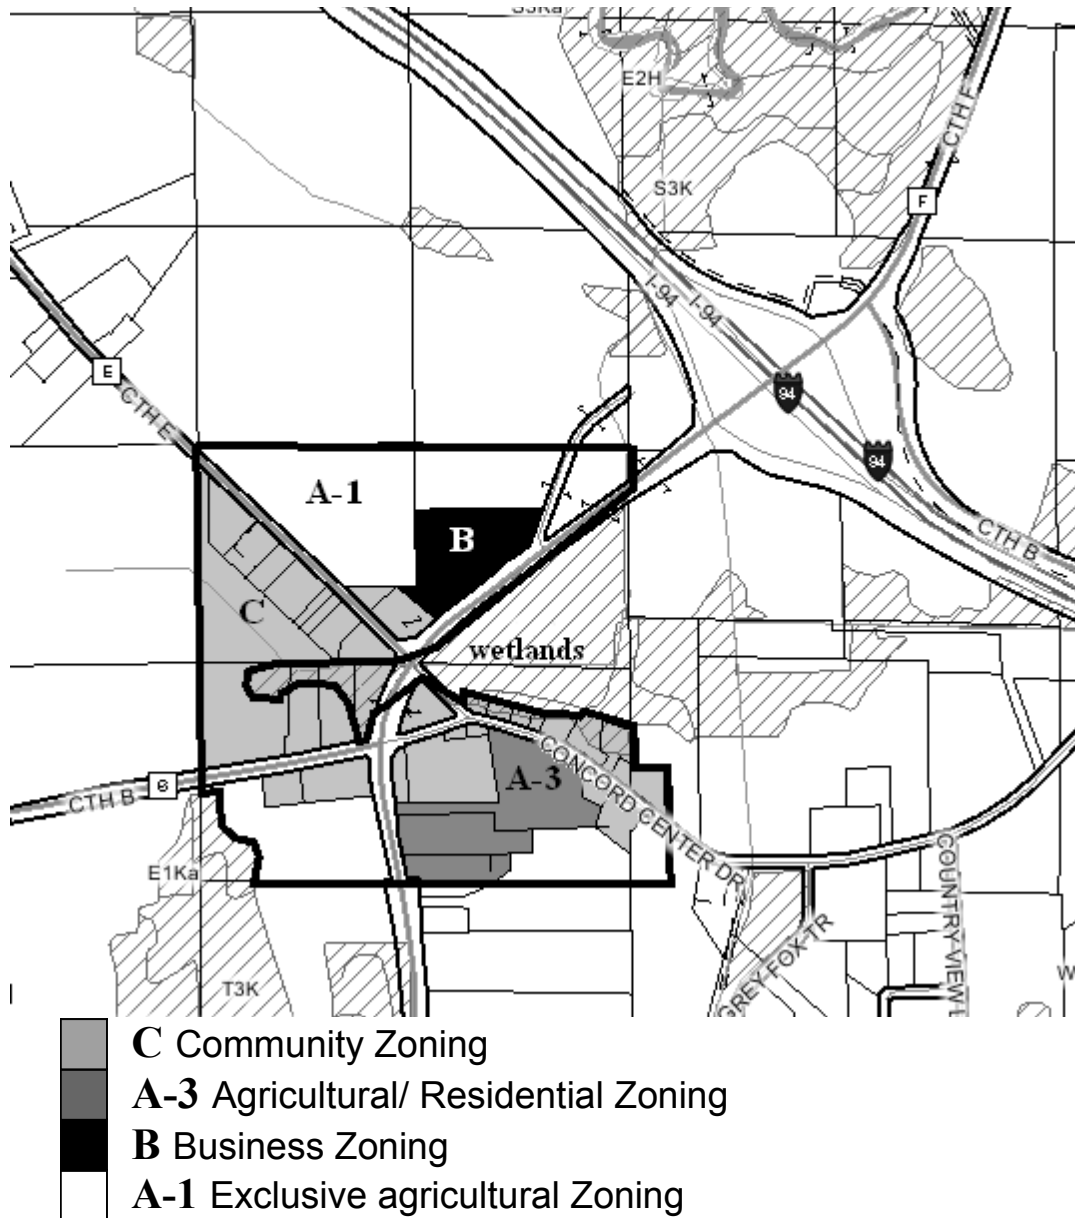 S3Ka
E2H
CTH F
F
S3K
I-94
I-94
94
E
CTH E
94
A-1
B
CTH B
C
wetlands
CONCORD CENTER DR
A-3
CTH B
E1Ka
COUNTRY VIEW
GREY FOX TR
T3K
W
C Community Zoning
A-3 Agricultural/ Residential Zoning
B Business Zoning
A-1 Exclusive agricultural Zoning